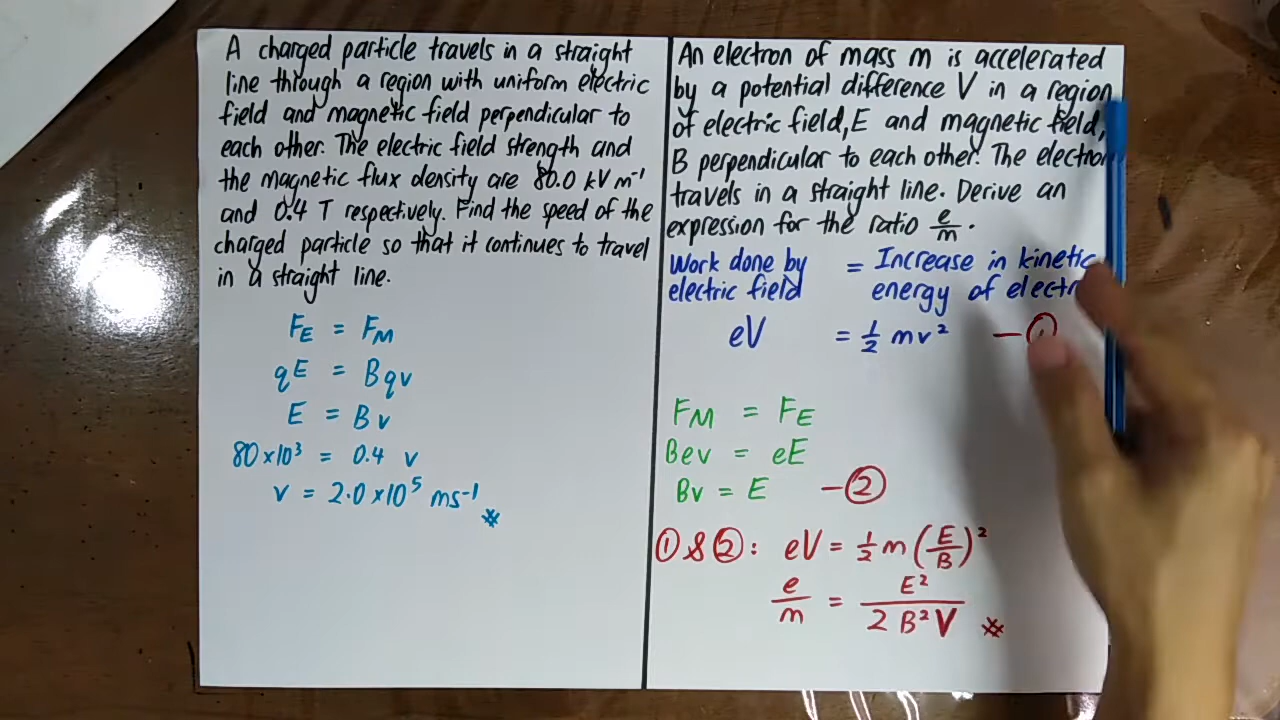 A charged particle travels in a straight
line through a region with uniform electric
field and magnetic field perpendicular to
each other. The electric field strength and
the magnetic flux density are 80.0 kV m⁻¹
and 0.4 T respectively. Find the speed of the
charged particle so that it continues to travel
in a straight line.
F_E = F_M
qE = Bqv
E = Bv
80×10³ = 0.4 v
v = 2.0×10⁵ ms⁻¹ *
An electron of mass m is accelerated
by a potential difference V in a region
of electric field, E and magnetic field,
B perpendicular to each other. The electron
travels in a straight line. Derive an
expression for the ratio e/m.
Work done by = Increase in kinetic
electric field energy of
eV = ½ mv² — ①
F_M = F_E
Bev = eE
Bv = E — ②
① & ②: eV = ½ m (E/B)²
e/m = E² / 2 B² V *